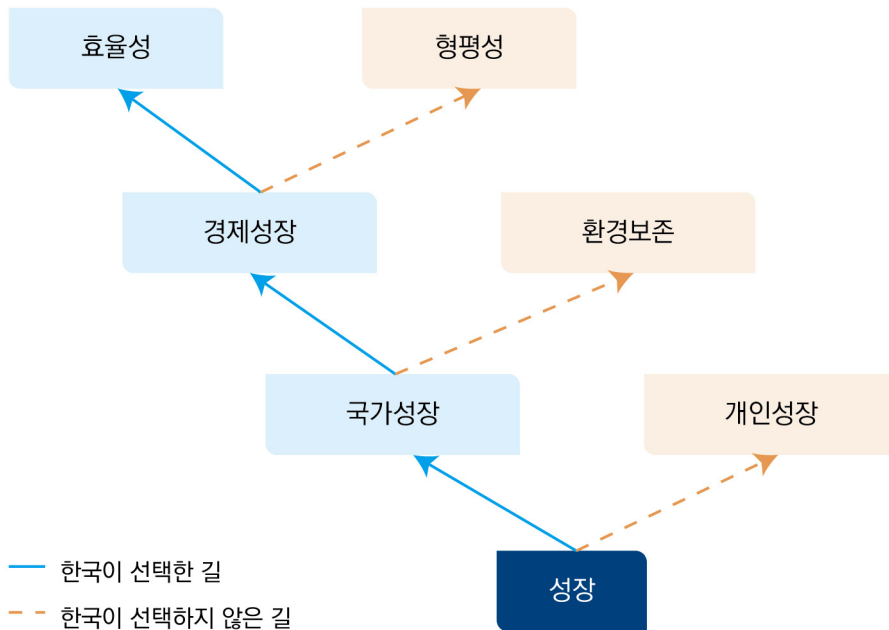 효율성
형평성
경제성장
환경보존
국가성장
개인성장
성장
한국이 선택한 길
한국이 선택하지 않은 길